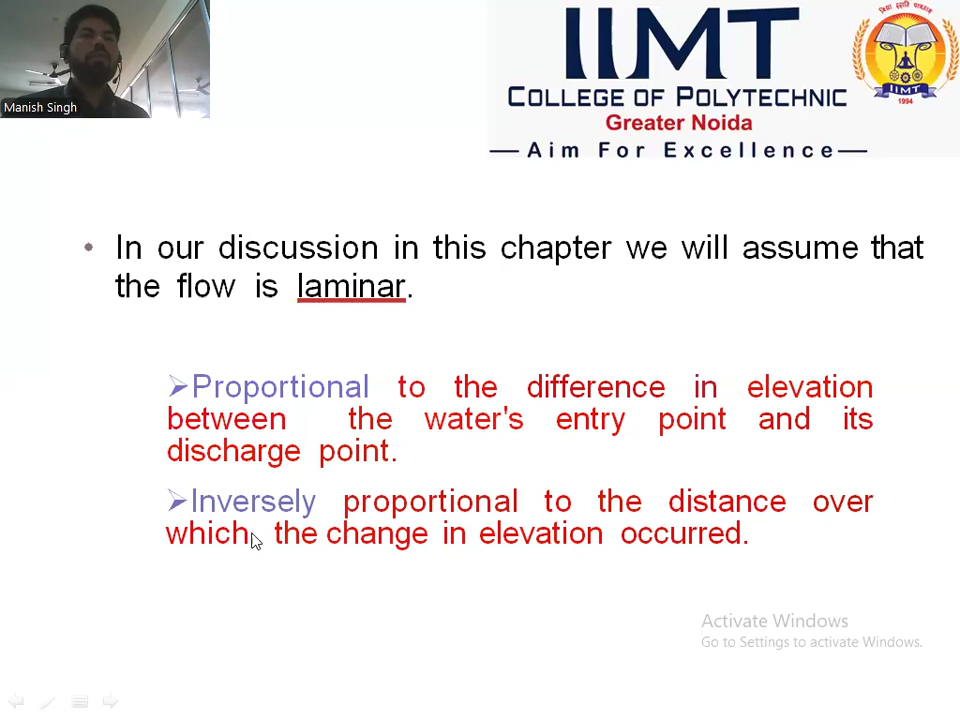 Manish Singh
IIMT
COLLEGE OF POLYTECHNIC
Greater Noida
Aim For Excellence
IIMT
1994
• In our discussion in this chapter we will assume that
the flow is laminar.
➢Proportional to the difference in elevation
between the water's entry point and its
discharge point.
➢Inversely proportional to the distance over
which the change in elevation occurred.
Activate Windows
Go to Settings to activate Windows.